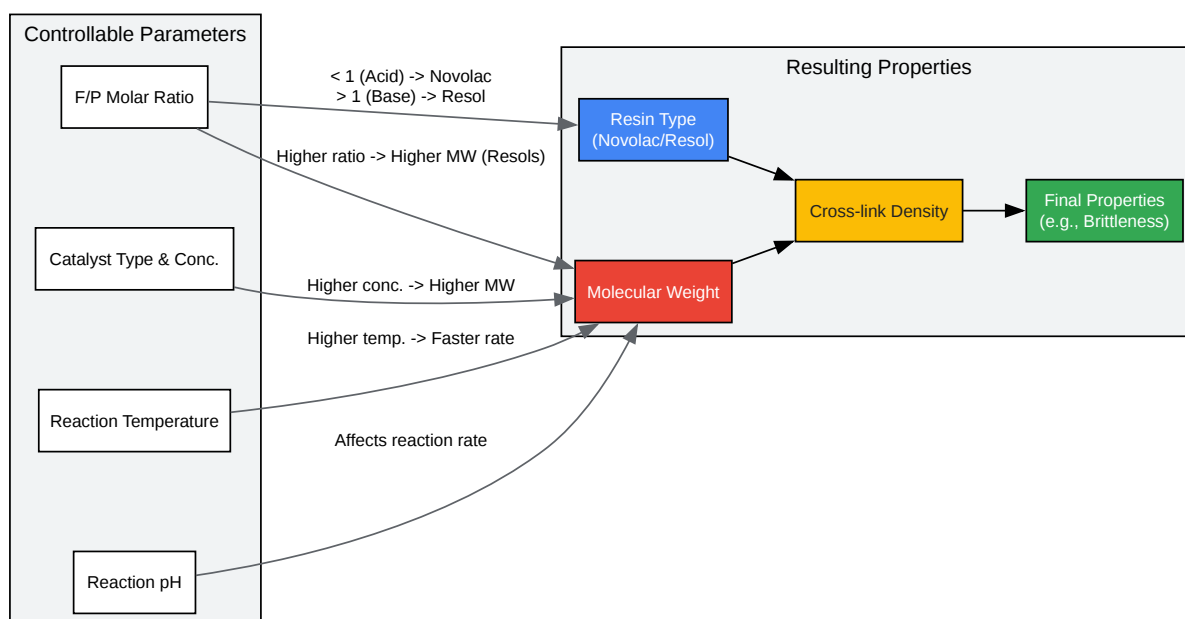 Controllable Parameters
F/P Molar Ratio
Catalyst Type & Conc.
Reaction Temperature
Reaction pH
< 1 (Acid) -> Novolac
> 1 (Base) -> Resol
Higher ratio -> Higher MW (Resols)
Higher conc. -> Higher MW
Higher temp. -> Faster rate
Affects reaction rate
Resulting Properties
Resin Type
(Novolac/Resol)
Molecular Weight
Cross-link Density
Final Properties
(e.g., Brittleness)